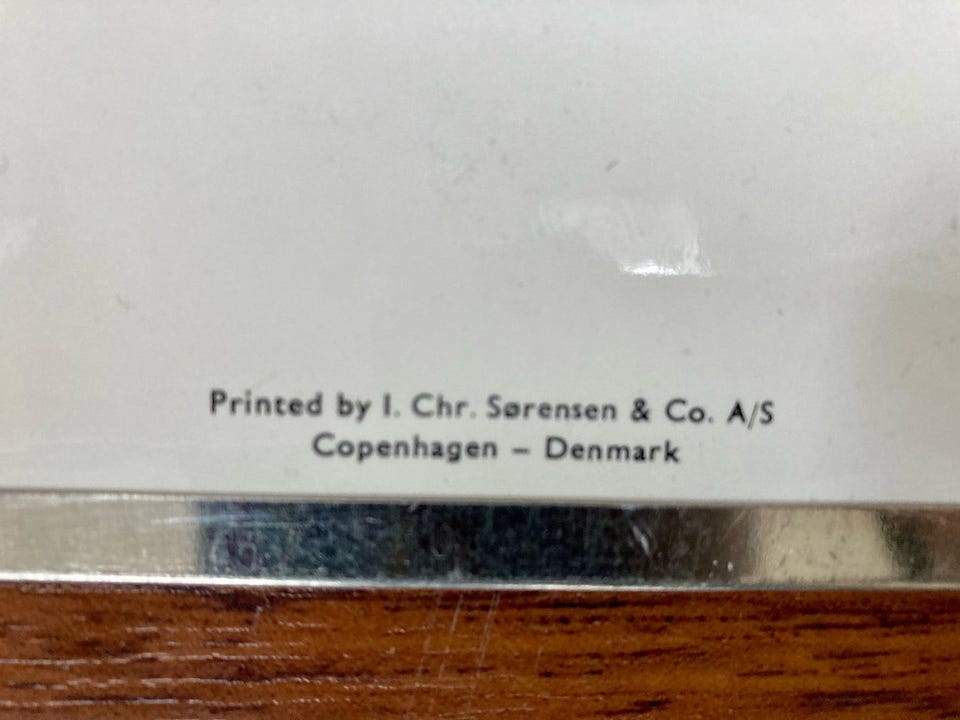 Printed by I. Chr. Sørensen & Co. A/S
Copenhagen – Denmark